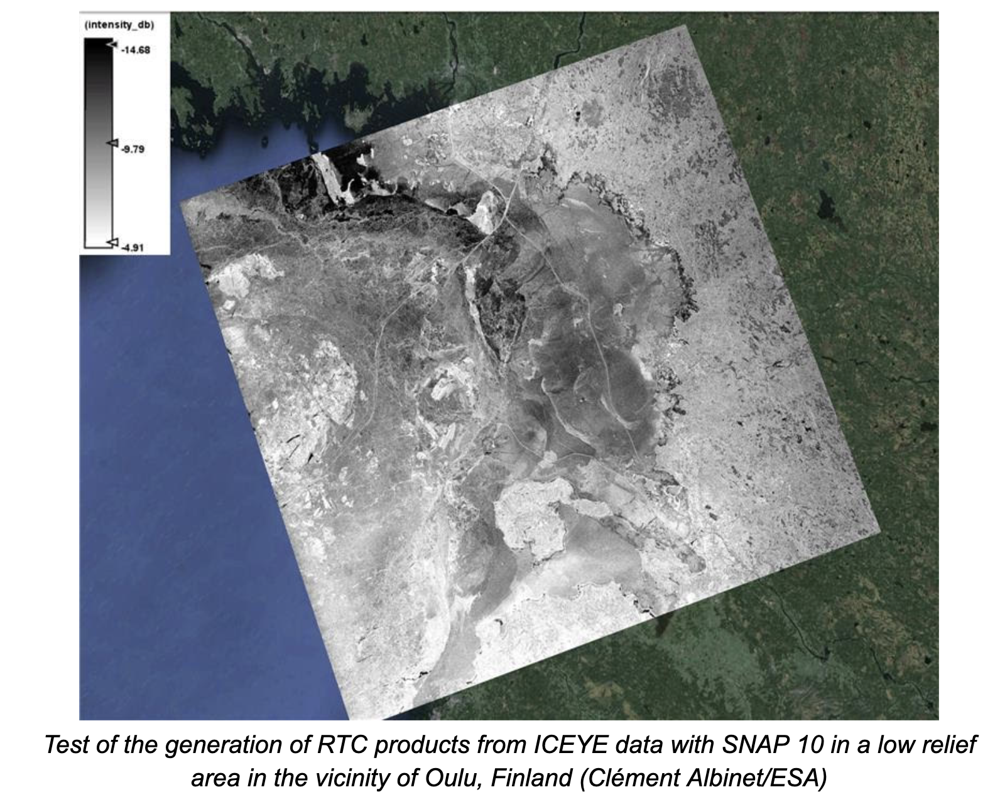 (intensity_db)
-14.68
-9.79
-4.91
Test of the generation of RTC products from ICEYE data with SNAP 10 in a low relief
area in the vicinity of Oulu, Finland (Clément Albinet/ESA)